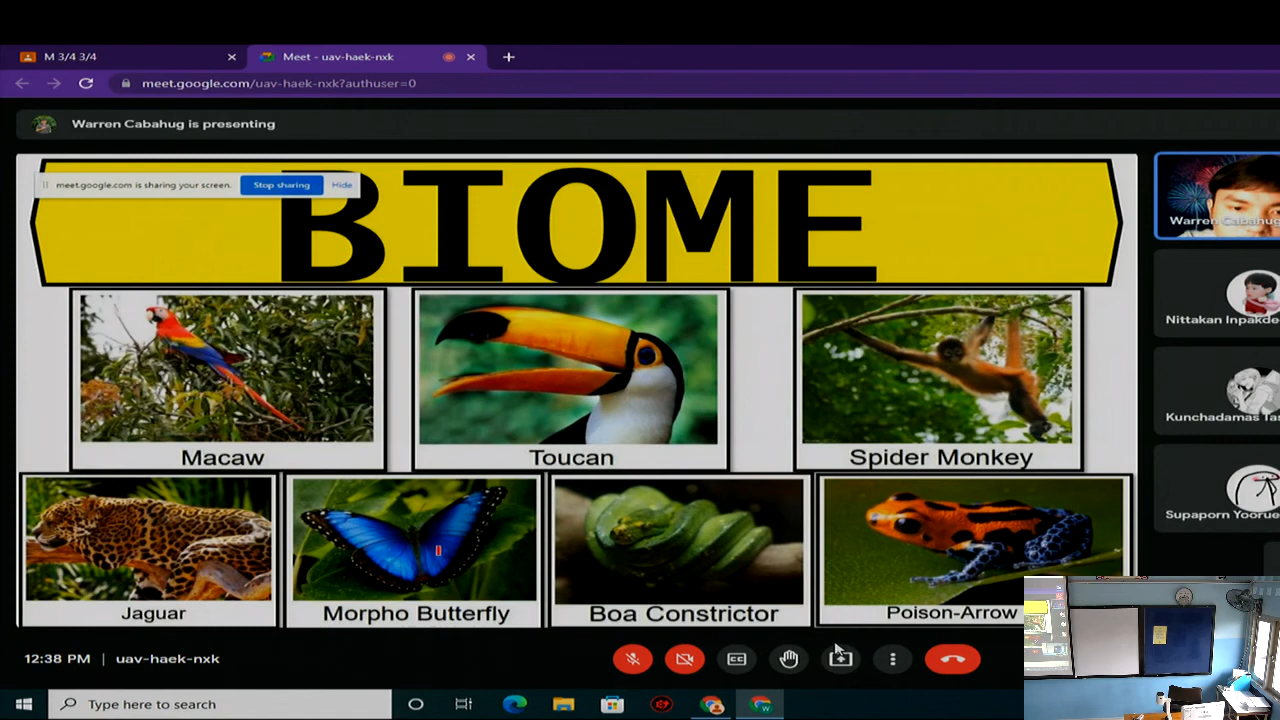 M 3/4 3/4
Meet - uav-haek-nxk
meet.google.com/uav-haek-nxk?authuser=0
Warren Cabahug is presenting
meet.google.com is sharing your screen.
Stop sharing
Hide
BIOME
Warren Cabahug
Nittakan Inpakde
Kunchadamas Tas
Supaporn Yoorue
Macaw
Toucan
Spider Monkey
Jaguar
Morpho Butterfly
Boa Constrictor
Poison-Arrow
12:38 PM | uav-haek-nxk
CC
Type here to search